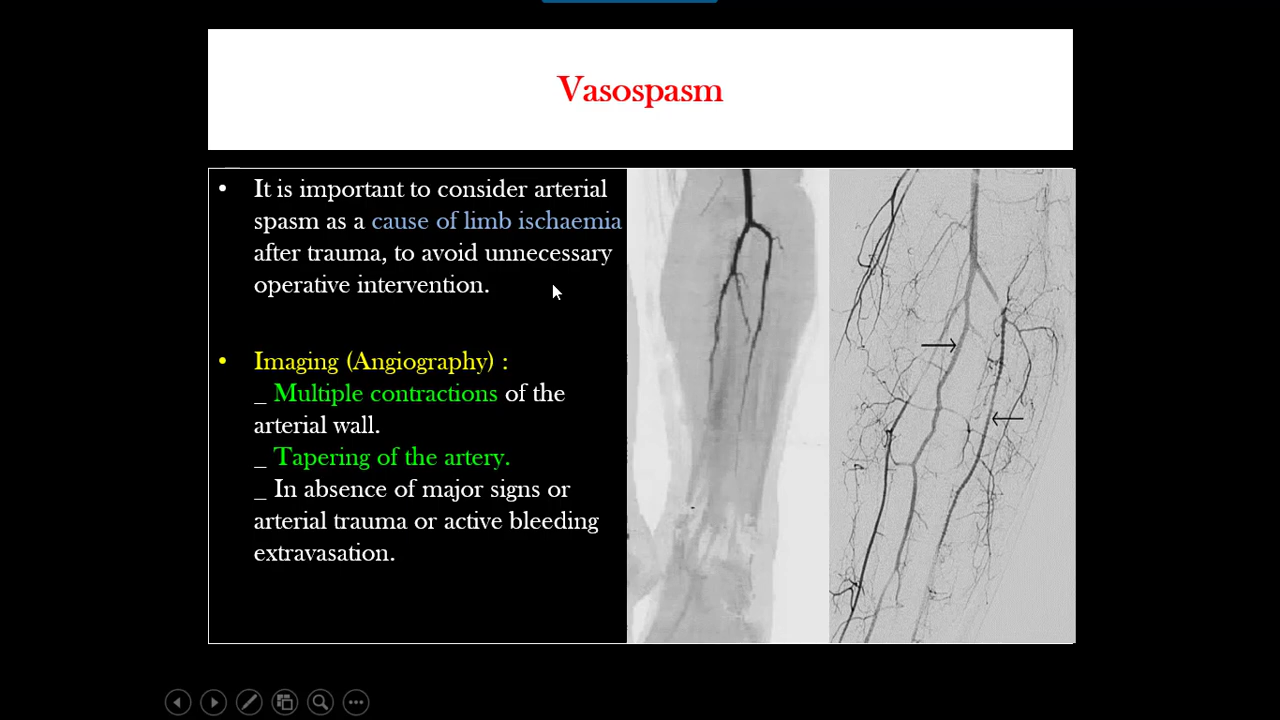 Vasospasm
• It is important to consider arterial
spasm as a cause of limb ischaemia
after trauma, to avoid unnecessary
operative intervention.
• Imaging (Angiography) :
_ Multiple contractions of the
arterial wall.
_ Tapering of the artery.
_ In absence of major signs or
arterial trauma or active bleeding
extravasation.